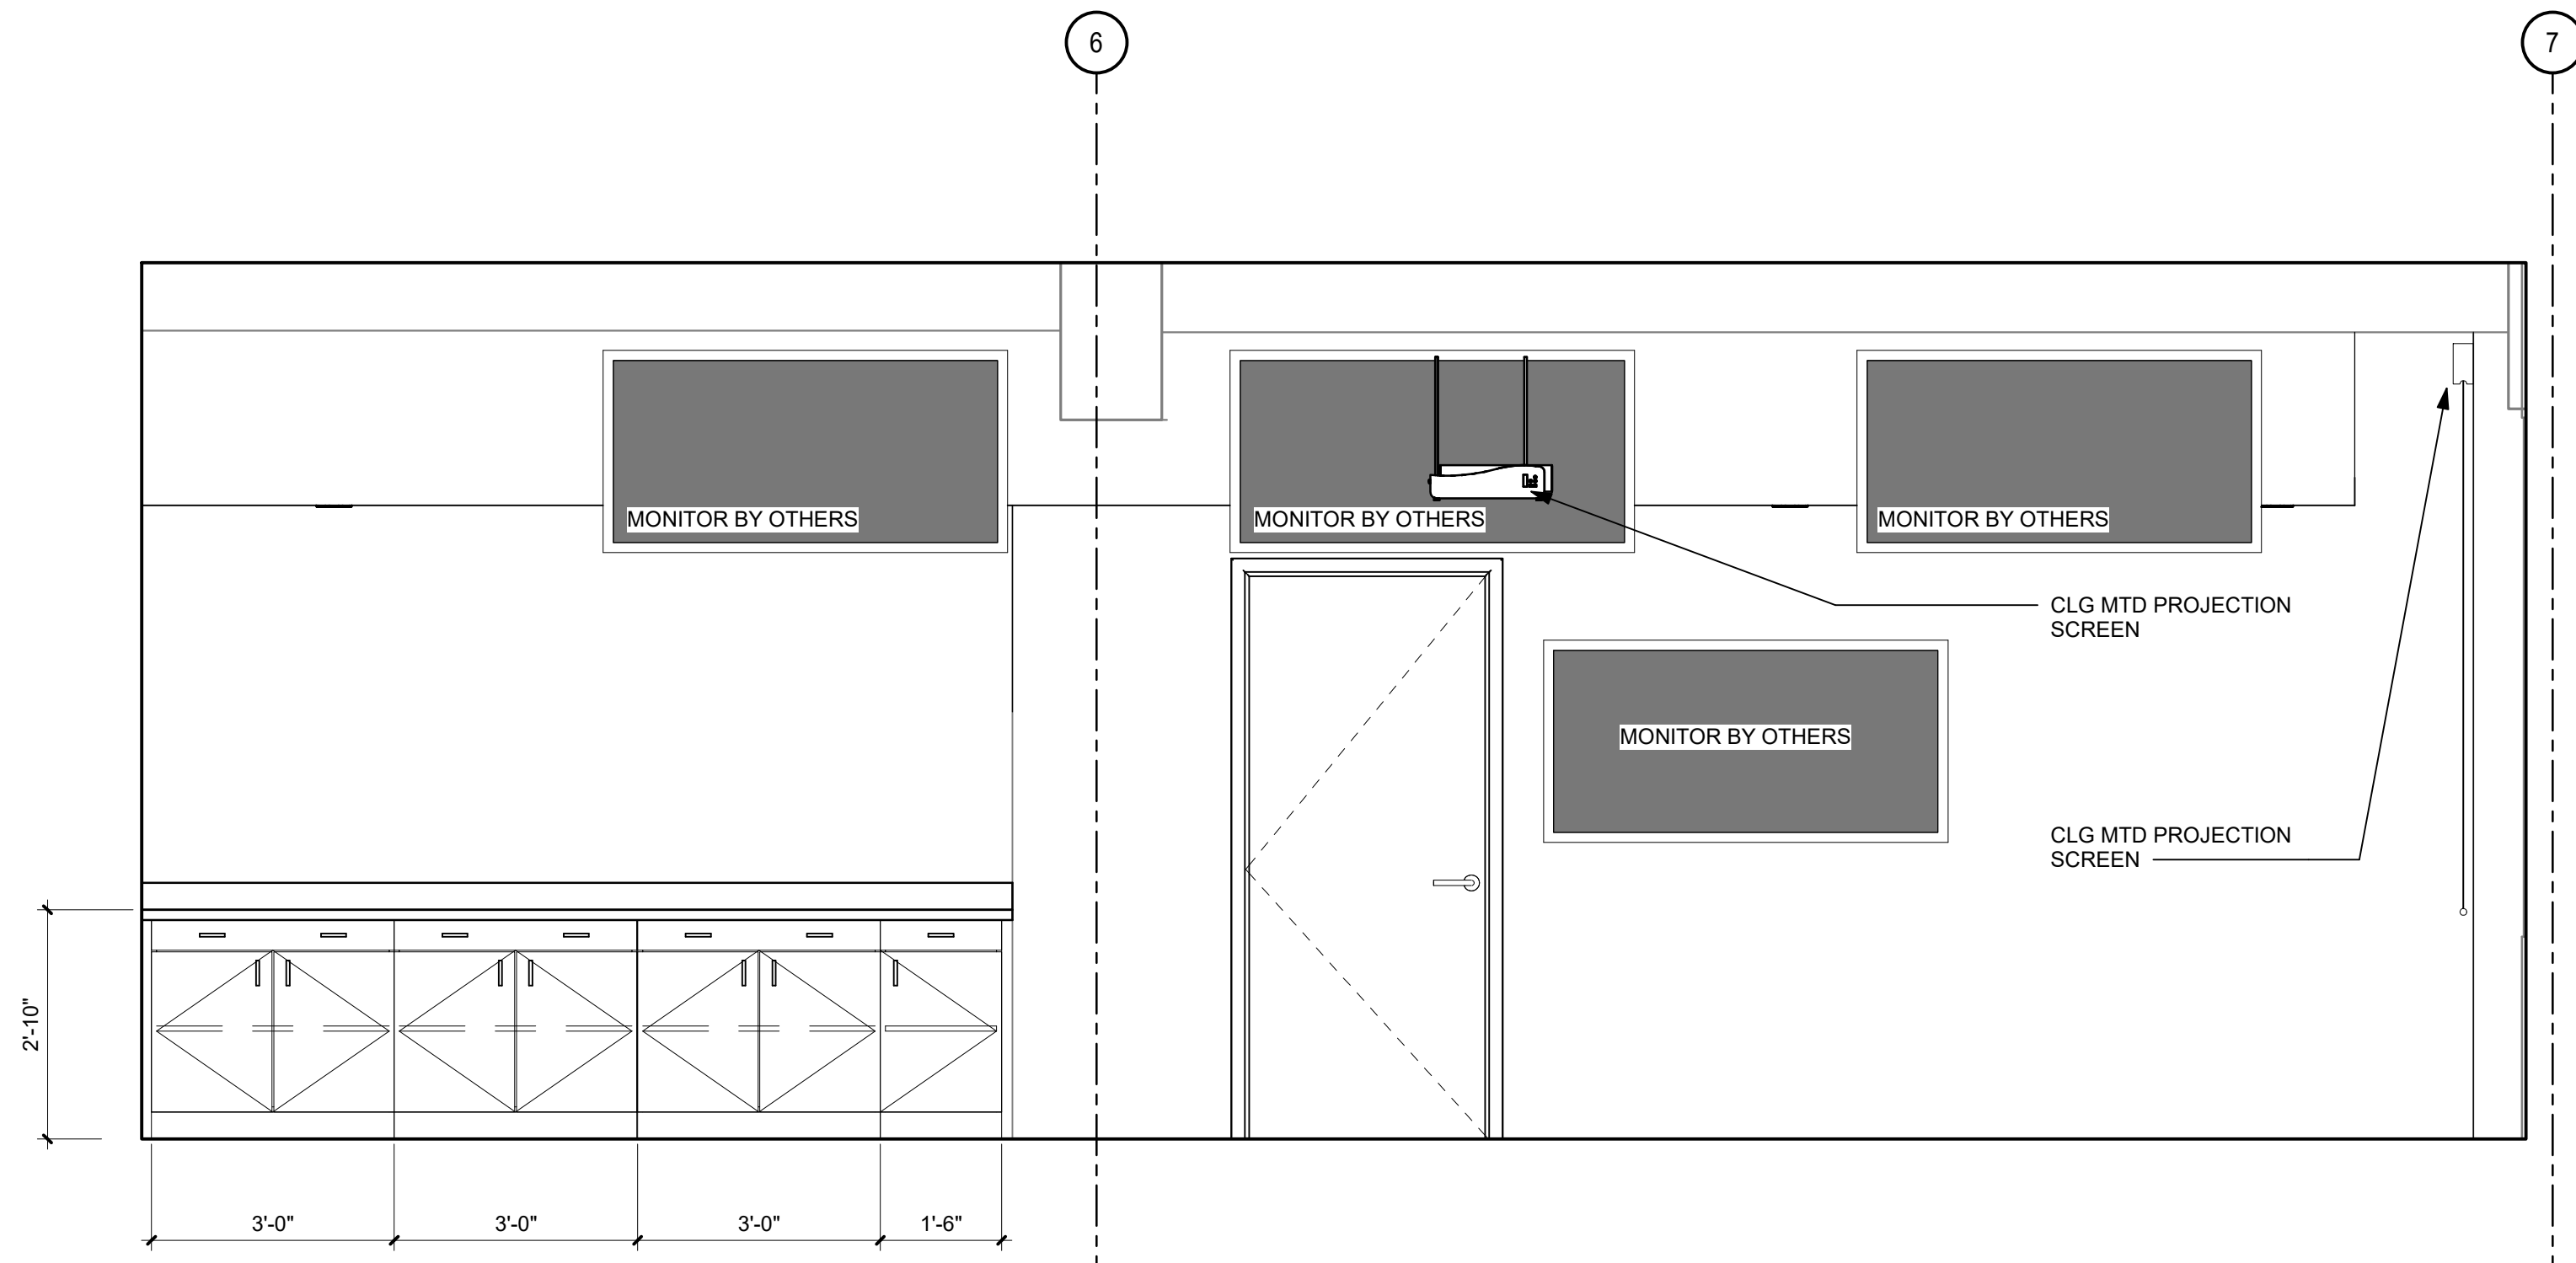 6
7
MONITOR BY OTHERS
MONITOR BY OTHERS
MONITOR BY OTHERS
CLG MTD PROJECTION
SCREEN
MONITOR BY OTHERS
CLG MTD PROJECTION
SCREEN
2'-10"
3'-0"
3'-0"
3'-0"
1'-6"